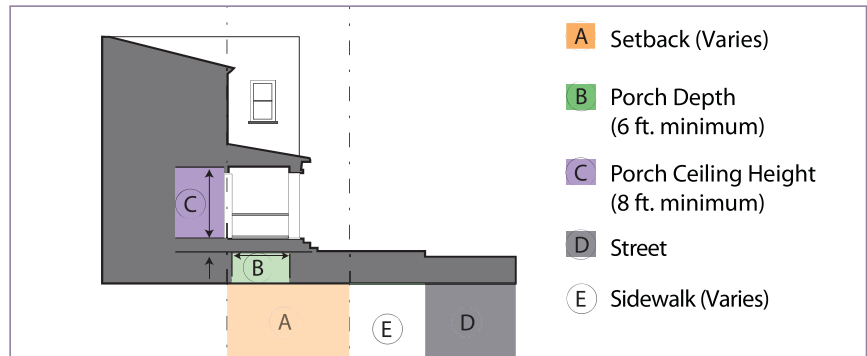 A Setback (Varies)
B Porch Depth
(6 ft. minimum)
C Porch Ceiling Height
(8 ft. minimum)
D Street
E Sidewalk (Varies)
C
B
A
E
D